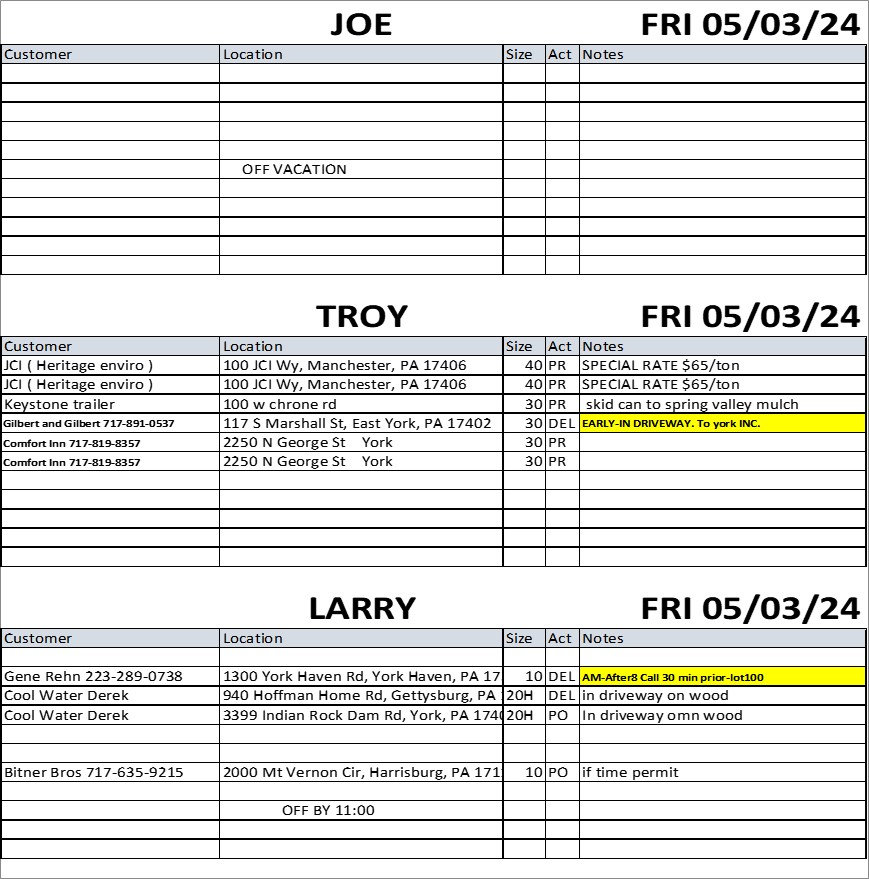 JOE FRI 05/03/24
Customer Location Size Act Notes
OFF VACATION
TROY FRI 05/03/24
Customer Location Size Act Notes
JCI ( Heritage enviro ) 100 JCI Wy, Manchester, PA 17406 40 PR SPECIAL RATE $65/ton
JCI ( Heritage enviro ) 100 JCI Wy, Manchester, PA 17406 40 PR SPECIAL RATE $65/ton
Keystone trailer 100 w chrone rd 30 PR skid can to spring valley mulch
Gilbert and Gilbert 717-891-0537 117 S Marshall St, East York, PA 17402 30 DEL EARLY-IN DRIVEWAY. To york INC.
Comfort Inn 717-819-8357 2250 N George St York 30 PR
Comfort Inn 717-819-8357 2250 N George St York 30 PR
LARRY FRI 05/03/24
Customer Location Size Act Notes
Gene Rehn 223-289-0738 1300 York Haven Rd, York Haven, PA 17 10 DEL AM-After8 Call 30 min prior-lot100
Cool Water Derek 940 Hoffman Home Rd, Gettysburg, PA 20H DEL in driveway on wood
Cool Water Derek 3399 Indian Rock Dam Rd, York, PA 174 20H PO In driveway omn wood
Bitner Bros 717-635-9215 2000 Mt Vernon Cir, Harrisburg, PA 171 10 PO if time permit
OFF BY 11:00